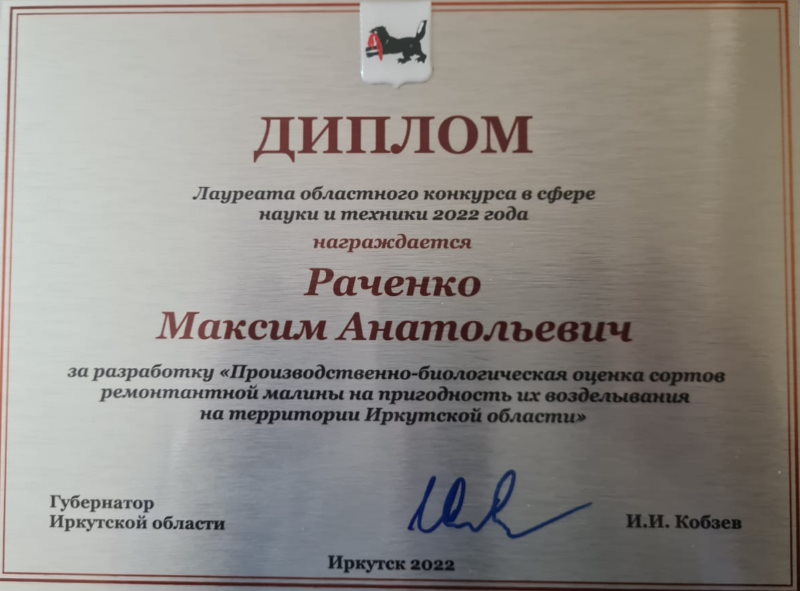 ДИПЛОМ
Лауреата областного конкурса в сфере
науки и техники 2022 года
награждается
Раченко
Максим Анатольевич
за разработку «Производственно-биологическая оценка сортов
ремонтантной малины на пригодность их возделывания
на территории Иркутской области»
Губернатор
Иркутской области
И.И. Кобзев
Иркутск 2022